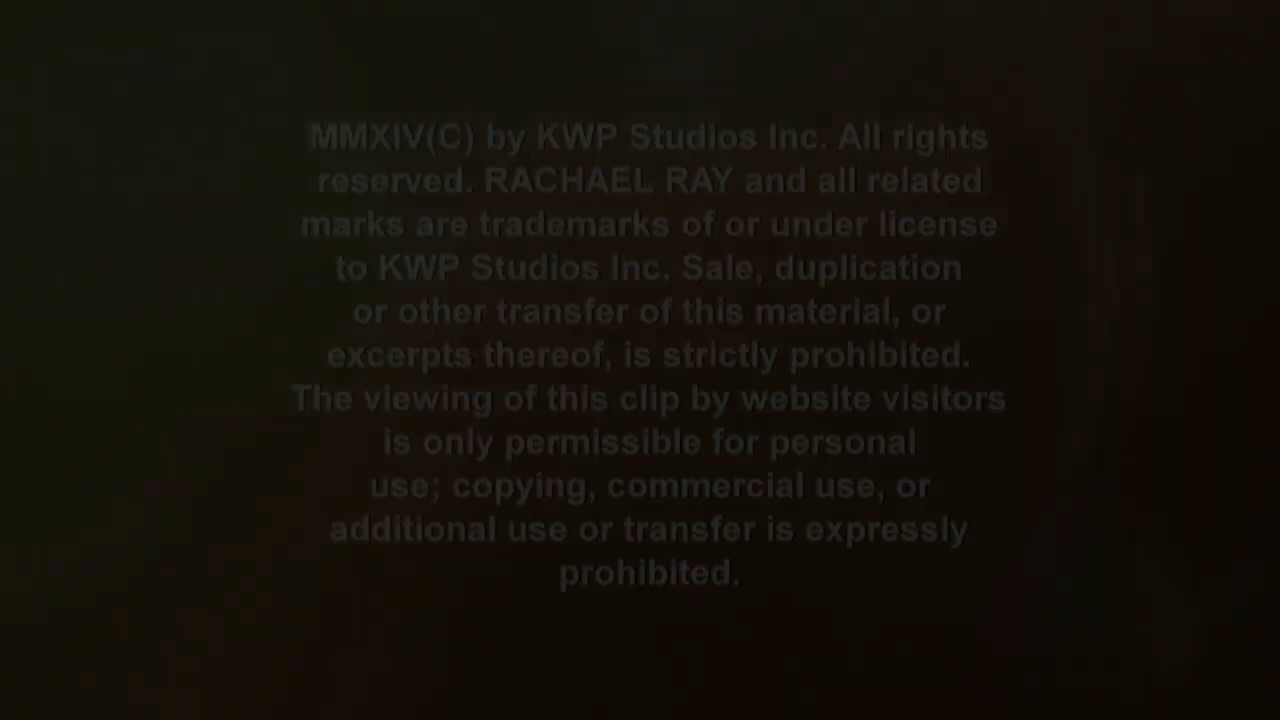 MMXIV(C) by KWP Studios Inc. All rights
reserved. RACHAEL RAY and all related
marks are trademarks of or under license
to KWP Studios Inc. Sale, duplication
or other transfer of this material, or
excerpts thereof, is strictly prohibited.
The viewing of this clip by website visitors
is only permissible for personal
use; copying, commercial use, or
additional use or transfer is expressly
prohibited.